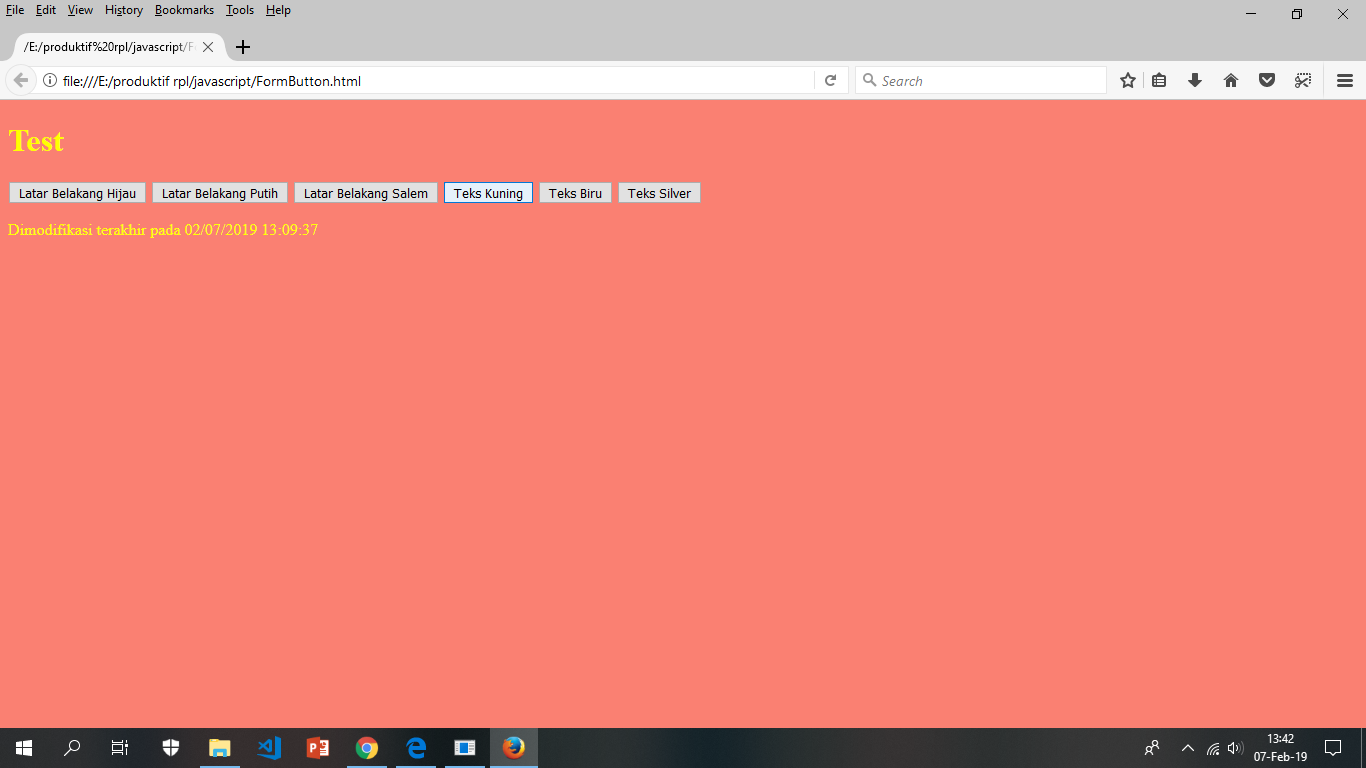 File Edit View History Bookmarks Tools Help
/E:/produktif%20rpl/javascript/F
file:///E:/produktif rpl/javascript/FormButton.html
Search
Test
Latar Belakang Hijau Latar Belakang Putih Latar Belakang Salem Teks Kuning Teks Biru Teks Silver
Dimodifikasi terakhir pada 02/07/2019 13:09:37
13:42
07-Feb-19